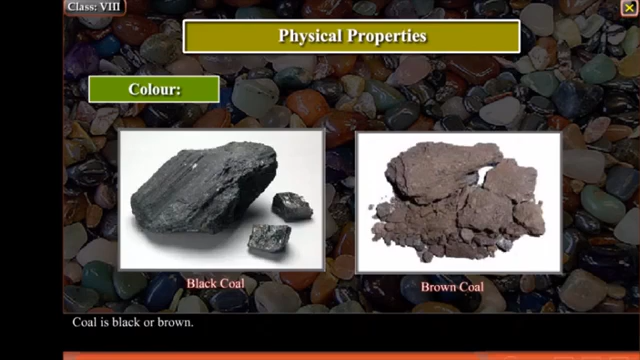 Class: VIII
Physical Properties
Colour:
Black Coal
Brown Coal
Coal is black or brown.